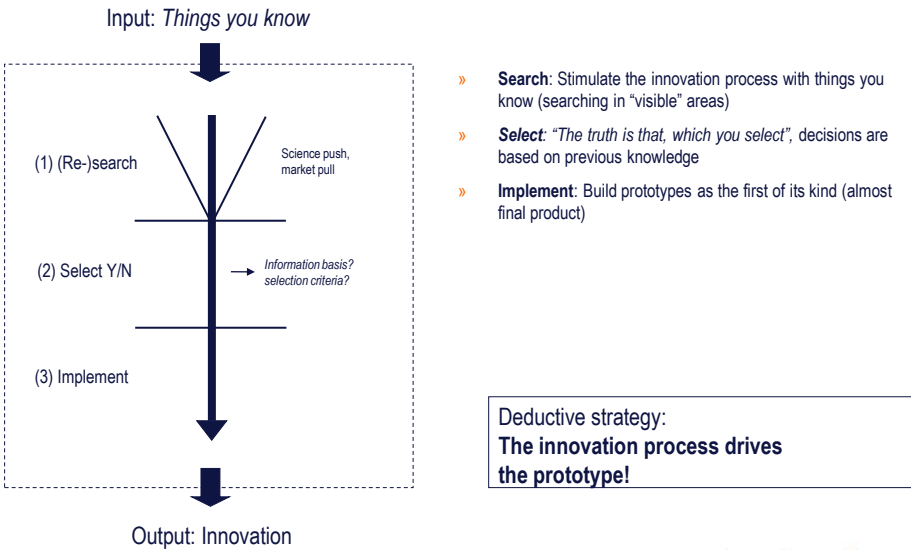 Input: Things you know
(1) (Re-)search
Science push,
market pull
(2) Select Y/N
Information basis?
selection criteria?
(3) Implement
Output: Innovation
» Search: Stimulate the innovation process with things you
know (searching in “visible” areas)
» Select: “The truth is that, which you select”, decisions are
based on previous knowledge
» Implement: Build prototypes as the first of its kind (almost
final product)
Deductive strategy:
The innovation process drives
the prototype!